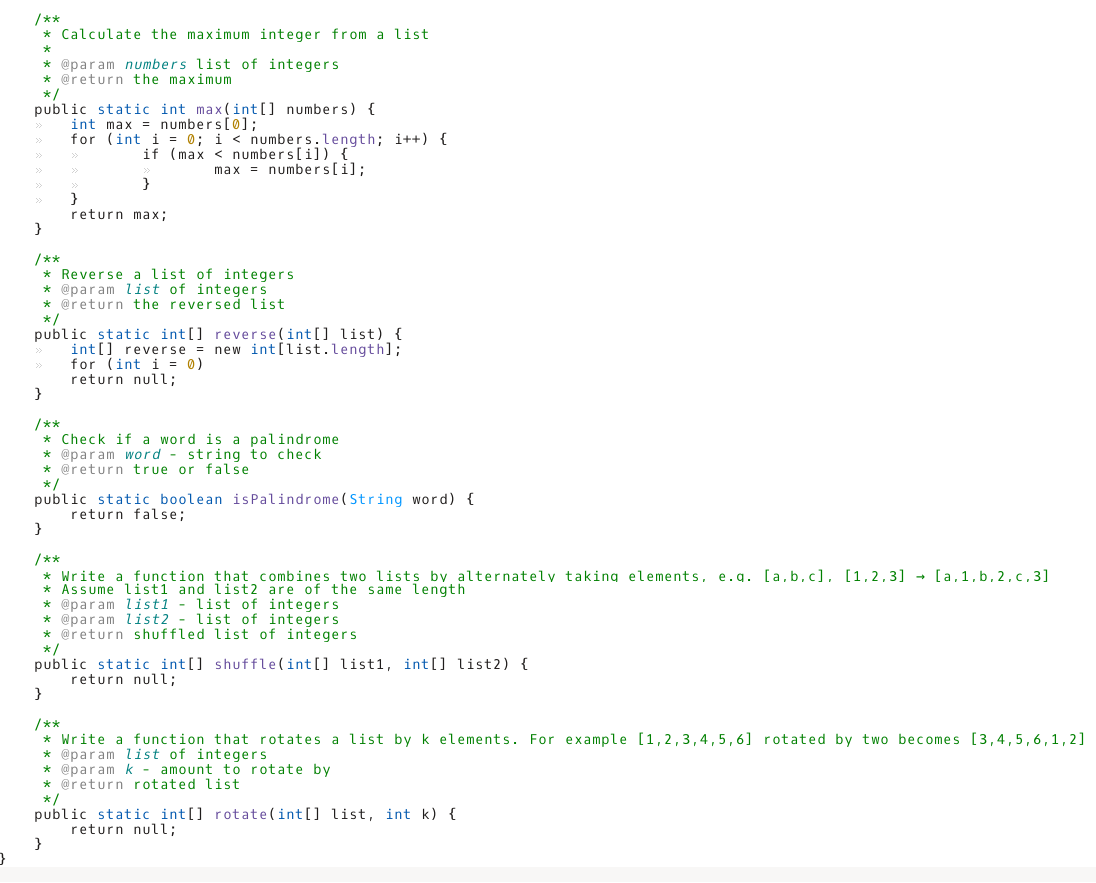 /**
 * Calculate the maximum integer from a list
 *
 * @param numbers list of integers
 * @return the maximum
 */
public static int max(int[] numbers) {
»   int max = numbers[0];
»   for (int i = 0; i < numbers.length; i++) {
»   »       if (max < numbers[i]) {
»   »       »       max = numbers[i];
»   »       }
»   }
    return max;
}
/**
 * Reverse a list of integers
 * @param list of integers
 * @return the reversed list
 */
public static int[] reverse(int[] list) {
»   int[] reverse = new int[list.length];
»   for (int i = 0)
    return null;
}
/**
 * Check if a word is a palindrome
 * @param word - string to check
 * @return true or false
 */
public static boolean isPalindrome(String word) {
    return false;
}
/**
 * Write a function that combines two lists by alternately taking elements, e.g. [a,b,c], [1,2,3] → [a,1,b,2,c,3]
 * Assume list1 and list2 are of the same length
 * @param list1 - list of integers
 * @param list2 - list of integers
 * @return shuffled list of integers
 */
public static int[] shuffle(int[] list1, int[] list2) {
    return null;
}
/**
 * Write a function that rotates a list by k elements. For example [1,2,3,4,5,6] rotated by two becomes [3,4,5,6,1,2]
 * @param list of integers
 * @param k - amount to rotate by
 * @return rotated list
 */
public static int[] rotate(int[] list, int k) {
    return null;
}
}